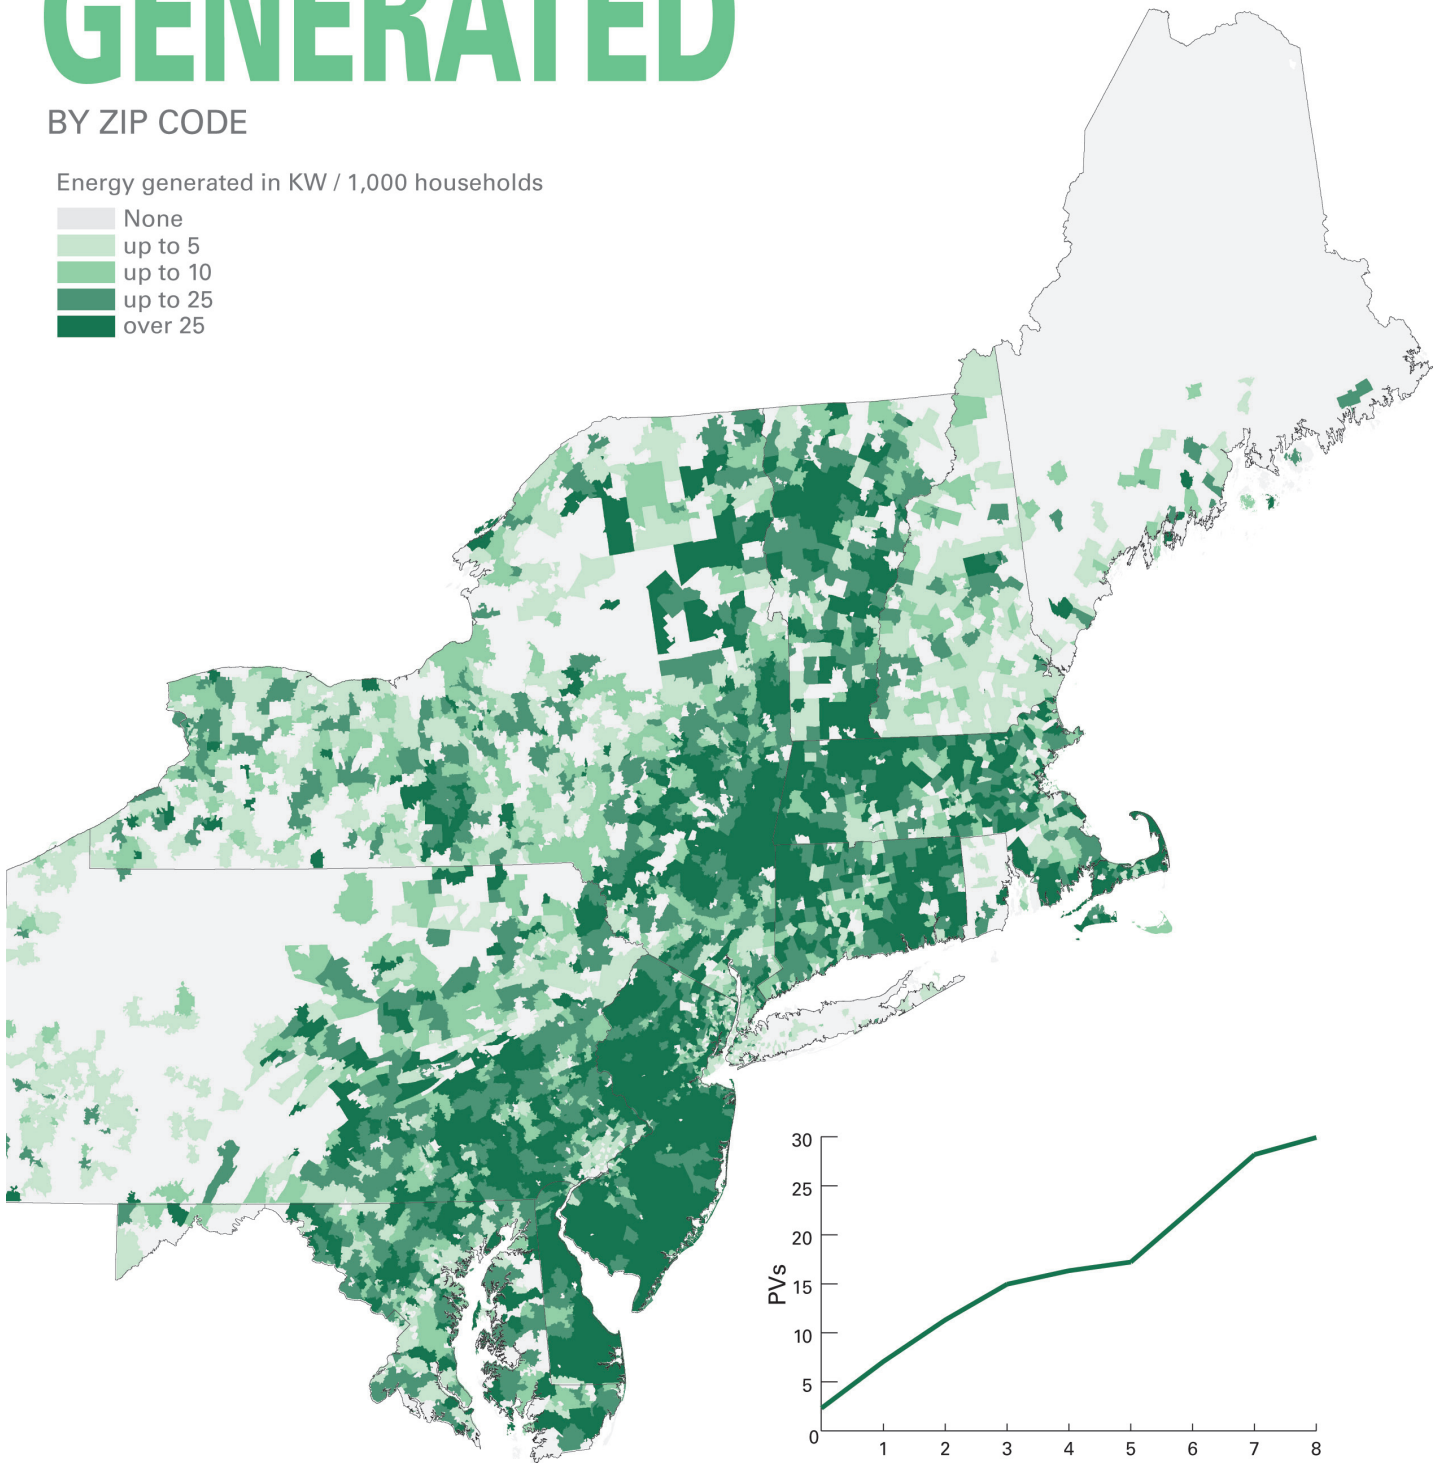 GENERATED
BY ZIP CODE
Energy generated in KW / 1,000 households
None
up to 5
up to 10
up to 25
over 25
30
25
20
15
10
5
0
PVs
1 2 3 4 5 6 7 8